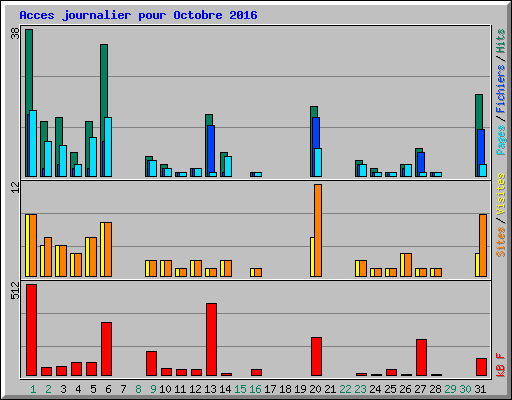 Acces journalier pour Octobre 2016
38
12
512
Pages / Fichiers / Hits
Sites / Visites
kB F
1 2 3 4 5 6 7 8 9 10 11 12 13 14 15 16 17 18 19 20 21 22 23 24 25 26 27 28 29 30 31